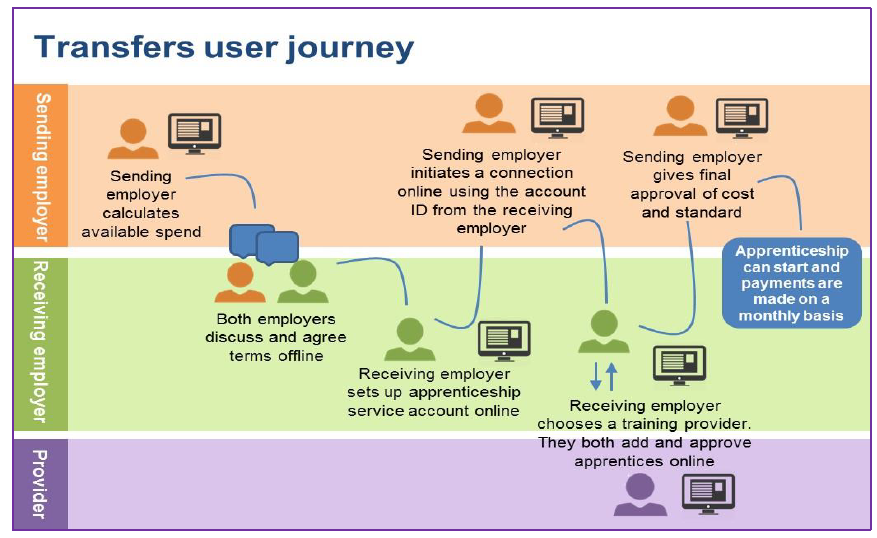 Transfers user journey
Sending employer
Sending
employer
calculates
available spend
Sending employer
initiates a connection
online using the account
ID from the receiving
employer
Sending employer
gives final
approval of cost
and standard
Receiving employer
Both employers
discuss and agree
terms offline
Receiving employer
sets up apprenticeship
service account online
Receiving employer
chooses a training provider.
They both add and approve
apprentices online
Apprenticeship
can start and
payments are
made on a
monthly basis
Provider